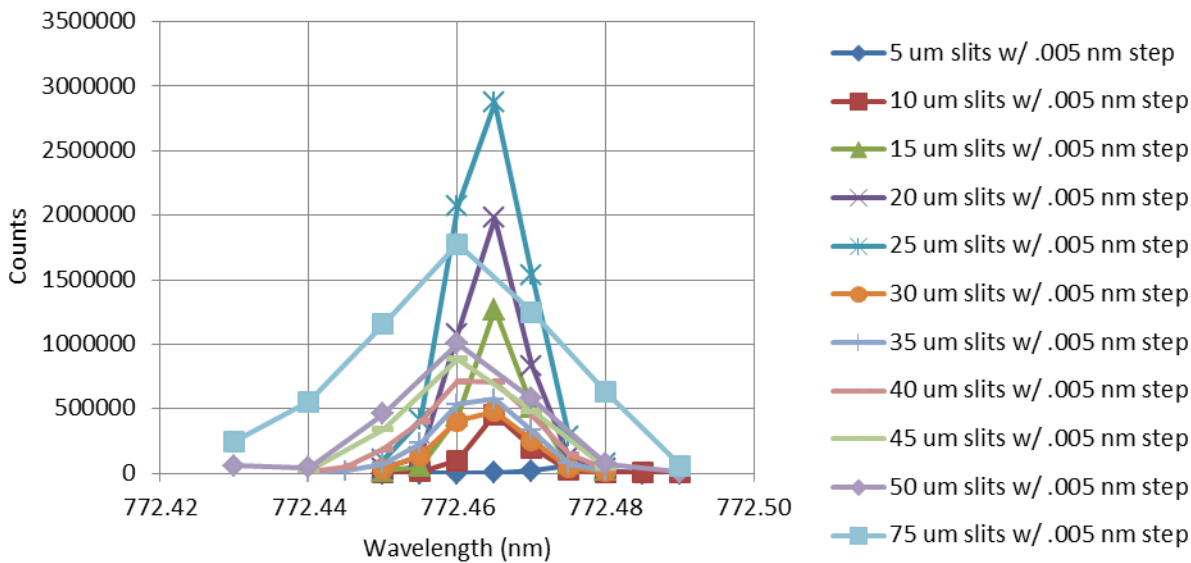 3500000
3000000
2500000
2000000
1500000
1000000
500000
0
Counts
772.42 772.44 772.46 772.48 772.50
Wavelength (nm)
5 um slits w/ .005 nm step
10 um slits w/ .005 nm step
15 um slits w/ .005 nm step
20 um slits w/ .005 nm step
25 um slits w/ .005 nm step
30 um slits w/ .005 nm step
35 um slits w/ .005 nm step
40 um slits w/ .005 nm step
45 um slits w/ .005 nm step
50 um slits w/ .005 nm step
75 um slits w/ .005 nm step